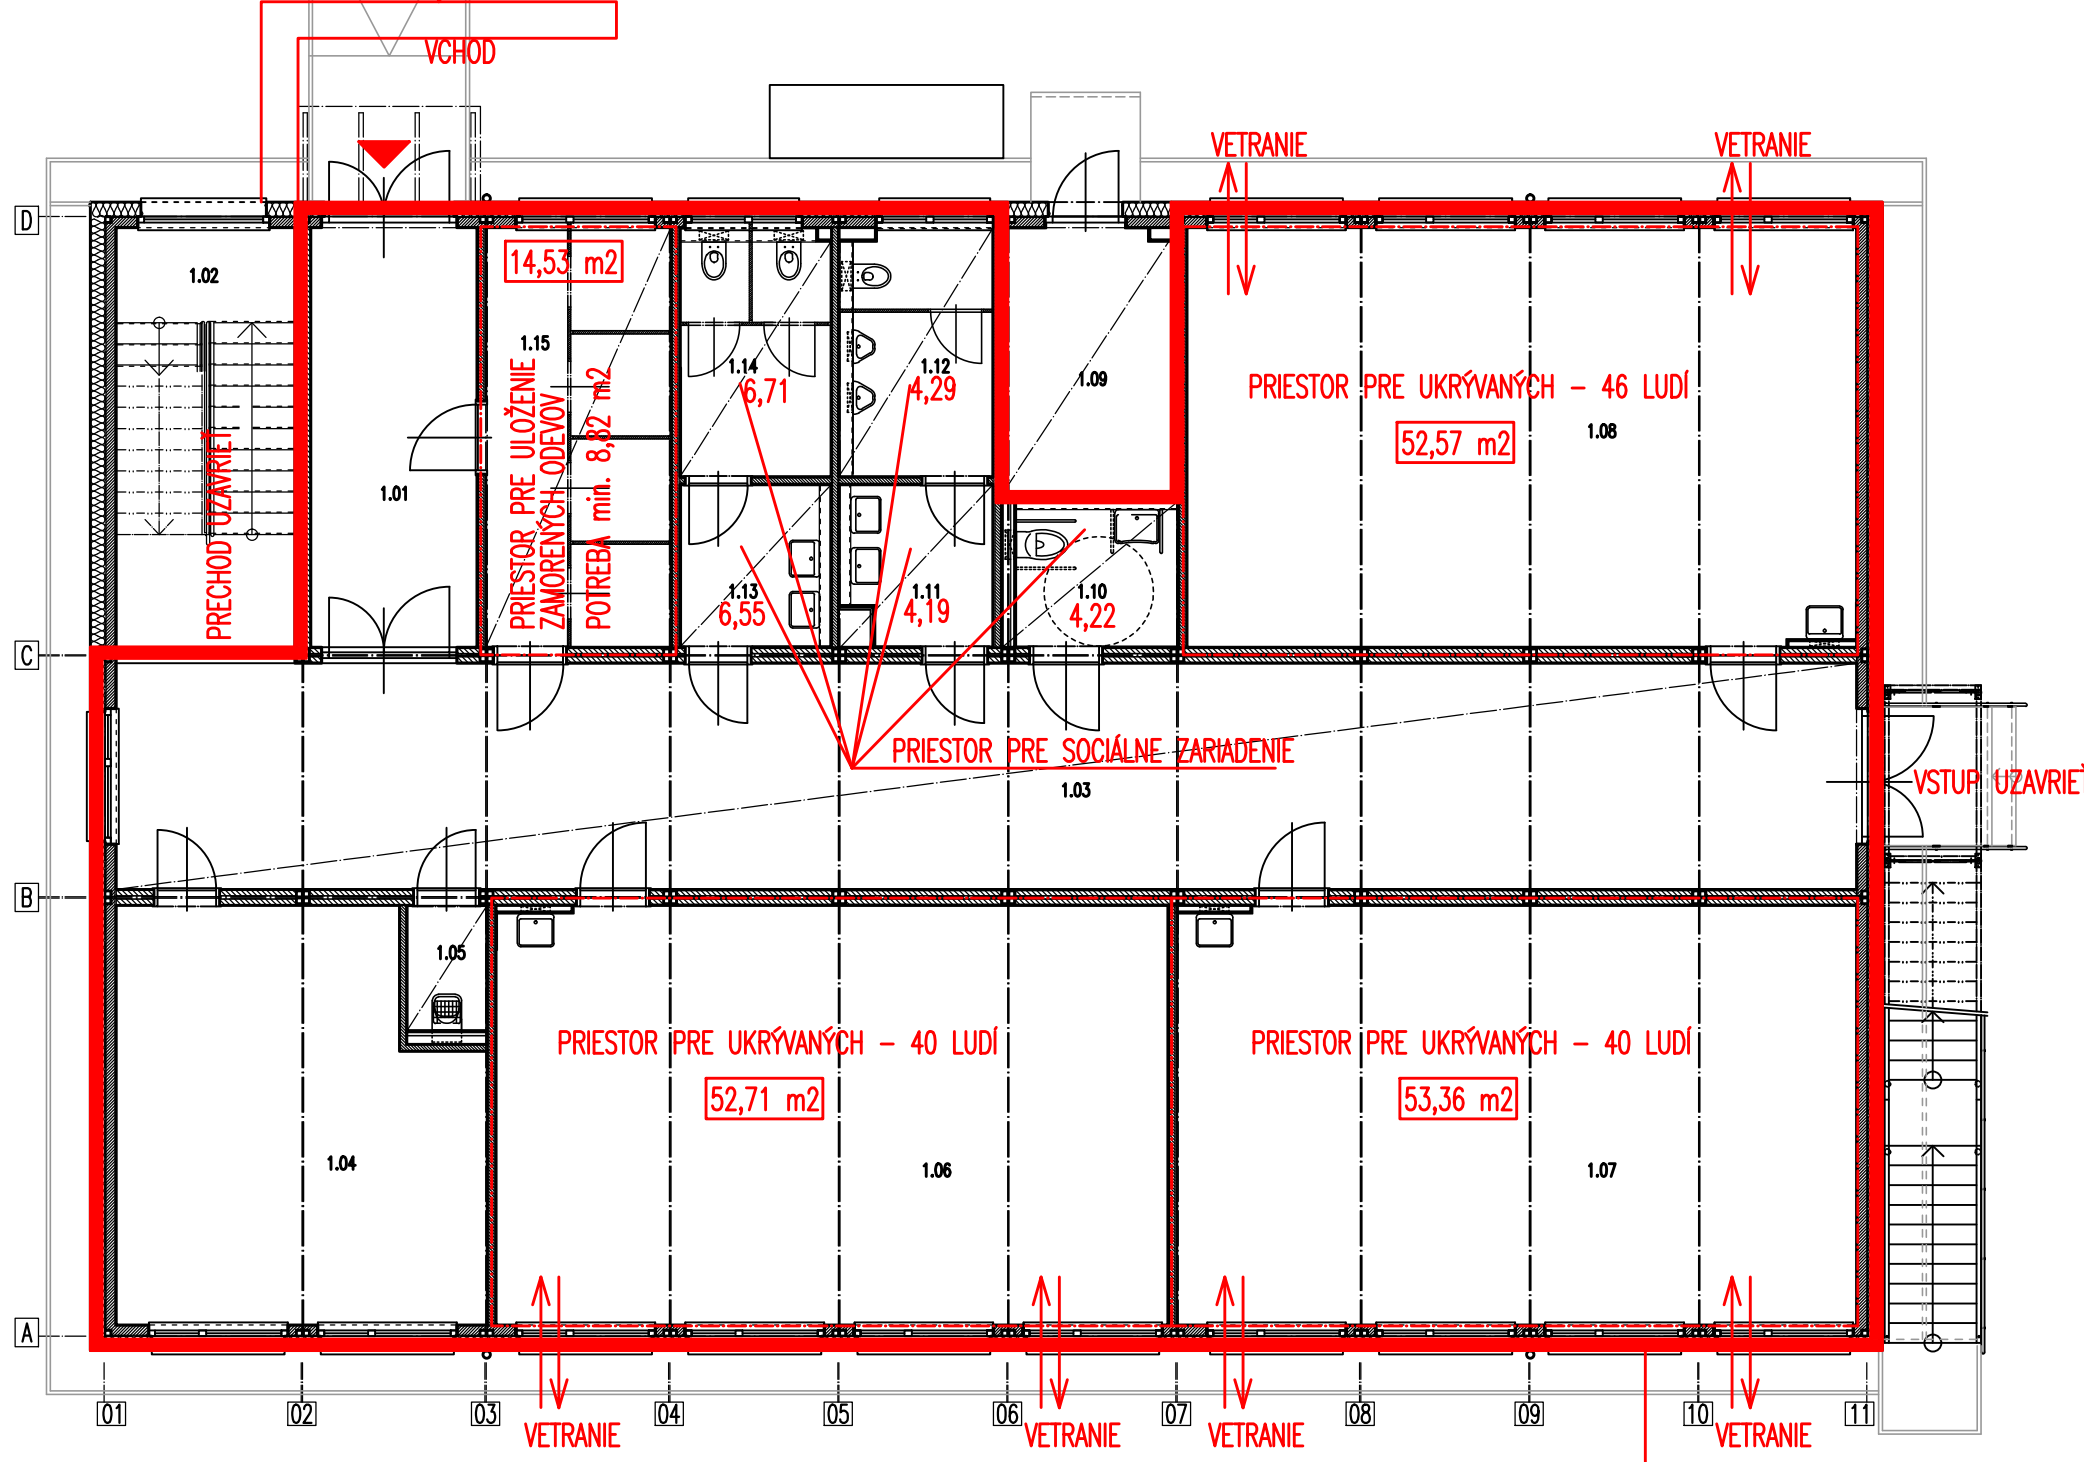 VCHOD
VETRANIE
VETRANIE
D
1.02
14,53 m2
1.15
1.14
6,71
1.12
4,29
1.09
PRIESTOR PRE UKRÝVANÝCH – 46 LUDÍ
52,57 m2
1.08
1.01
PRECHOD UZAVRIEŤ
PRIESTOR PRE ULOŽENIE
ZAMORENÝCH ODEVOV
POTREBA min. 8,82 m2
1.13
6,55
1.11
4,19
1.10
4,22
C
PRIESTOR PRE SOCIÁLNE ZARIADENIE
1.03
VSTUP UZAVRIEŤ
B
1.05
PRIESTOR PRE UKRÝVANÝCH – 40 LUDÍ
52,71 m2
PRIESTOR PRE UKRÝVANÝCH – 40 LUDÍ
53,36 m2
1.04
1.06
1.07
A
01
02
03
04
05
06
07
08
09
10
11
VETRANIE
VETRANIE
VETRANIE
VETRANIE